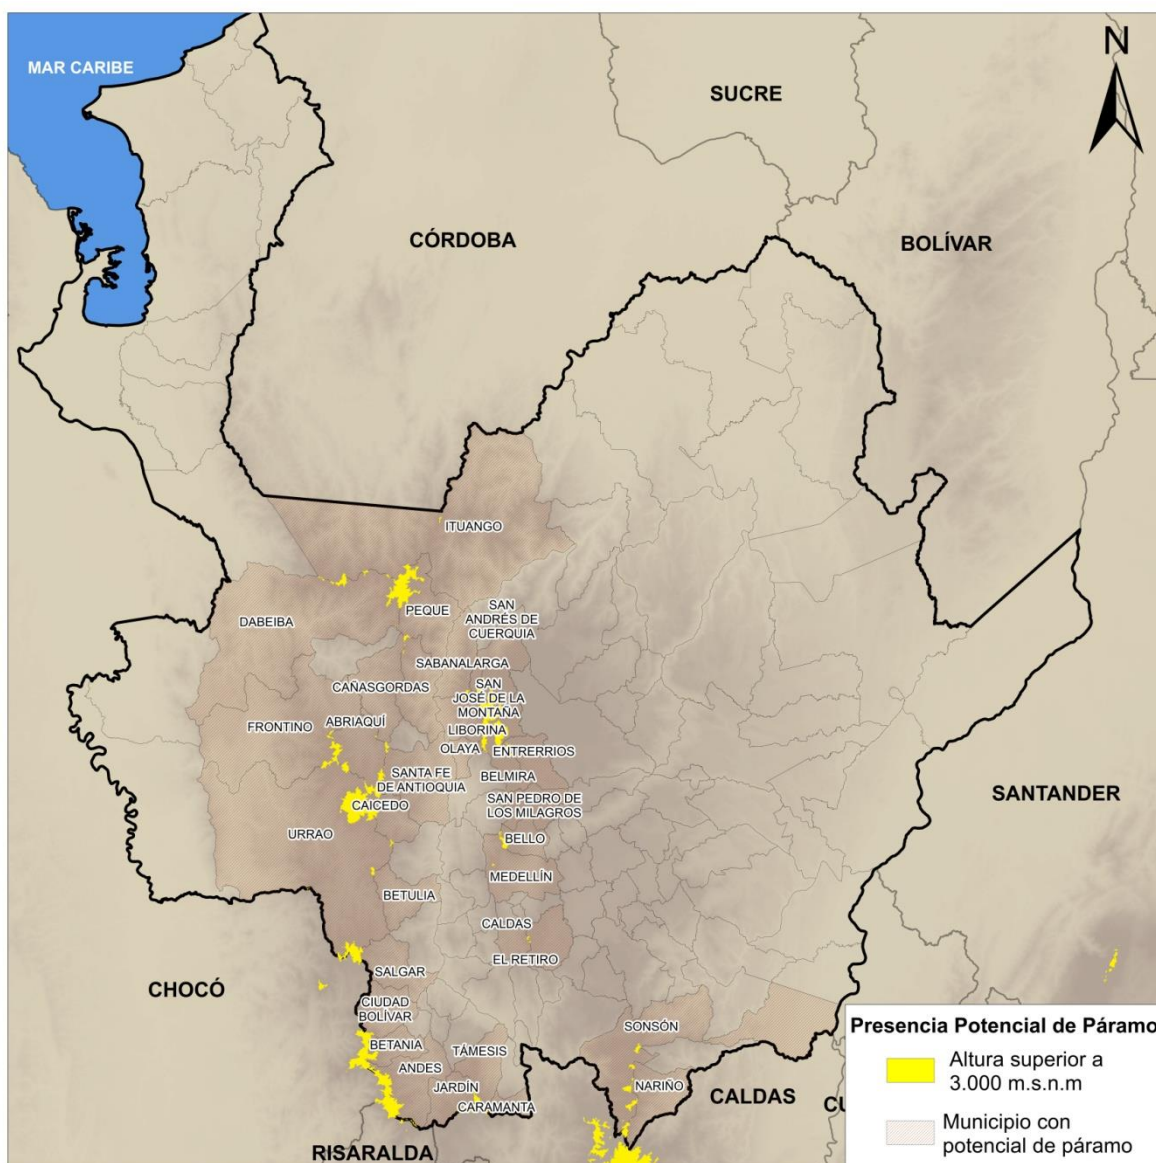 N
MAR CARIBE
SUCRE
CÓRDOBA
BOLÍVAR
ITUANGO
PEQUE
SAN
ANDRÉS DE
CUERQUIA
DABEIBA
SABANALARGA
CAÑASGORDAS
SAN
JOSÉ DE LA
MONTAÑA
FRONTINO
ABRIAQUÍ
LIBORINA
OLAYA
ENTRERRIOS
SANTA FE
DE ANTIOQUIA
BELMIRA
SANTANDER
CAICEDO
SAN PEDRO DE
LOS MILAGROS
URRAO
BELLO
MEDELLÍN
BETULIA
CALDAS
EL RETIRO
SALGAR
CHOCÓ
CIUDAD
BOLÍVAR
SONSÓN
BETANIA
TÁMESIS
ANDES
JARDÍN
NARIÑO
CALDAS
CU
CARAMANTA
RISARALDA
Presencia Potencial de Páramo
Altura superior a
3.000 m.s.n.m
Municipio con
potencial de páramo